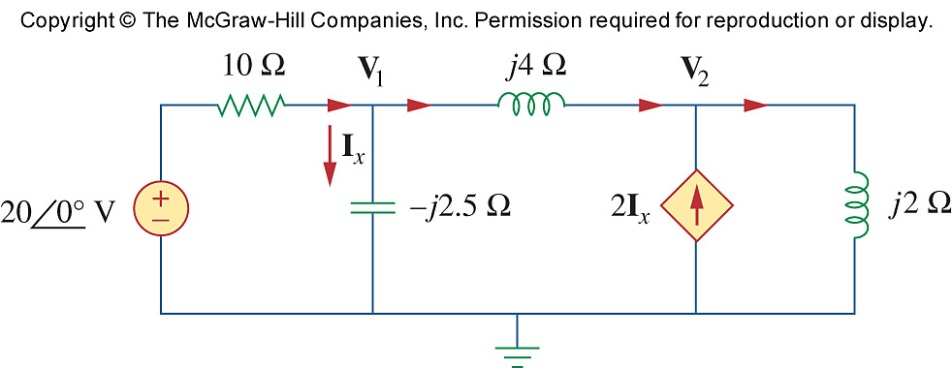 Copyright © The McGraw-Hill Companies, Inc. Permission required for reproduction or display.
10 Ω V₁ j4 Ω V₂
Iₓ
20∠0° V + − −j2.5 Ω 2Iₓ j2 Ω